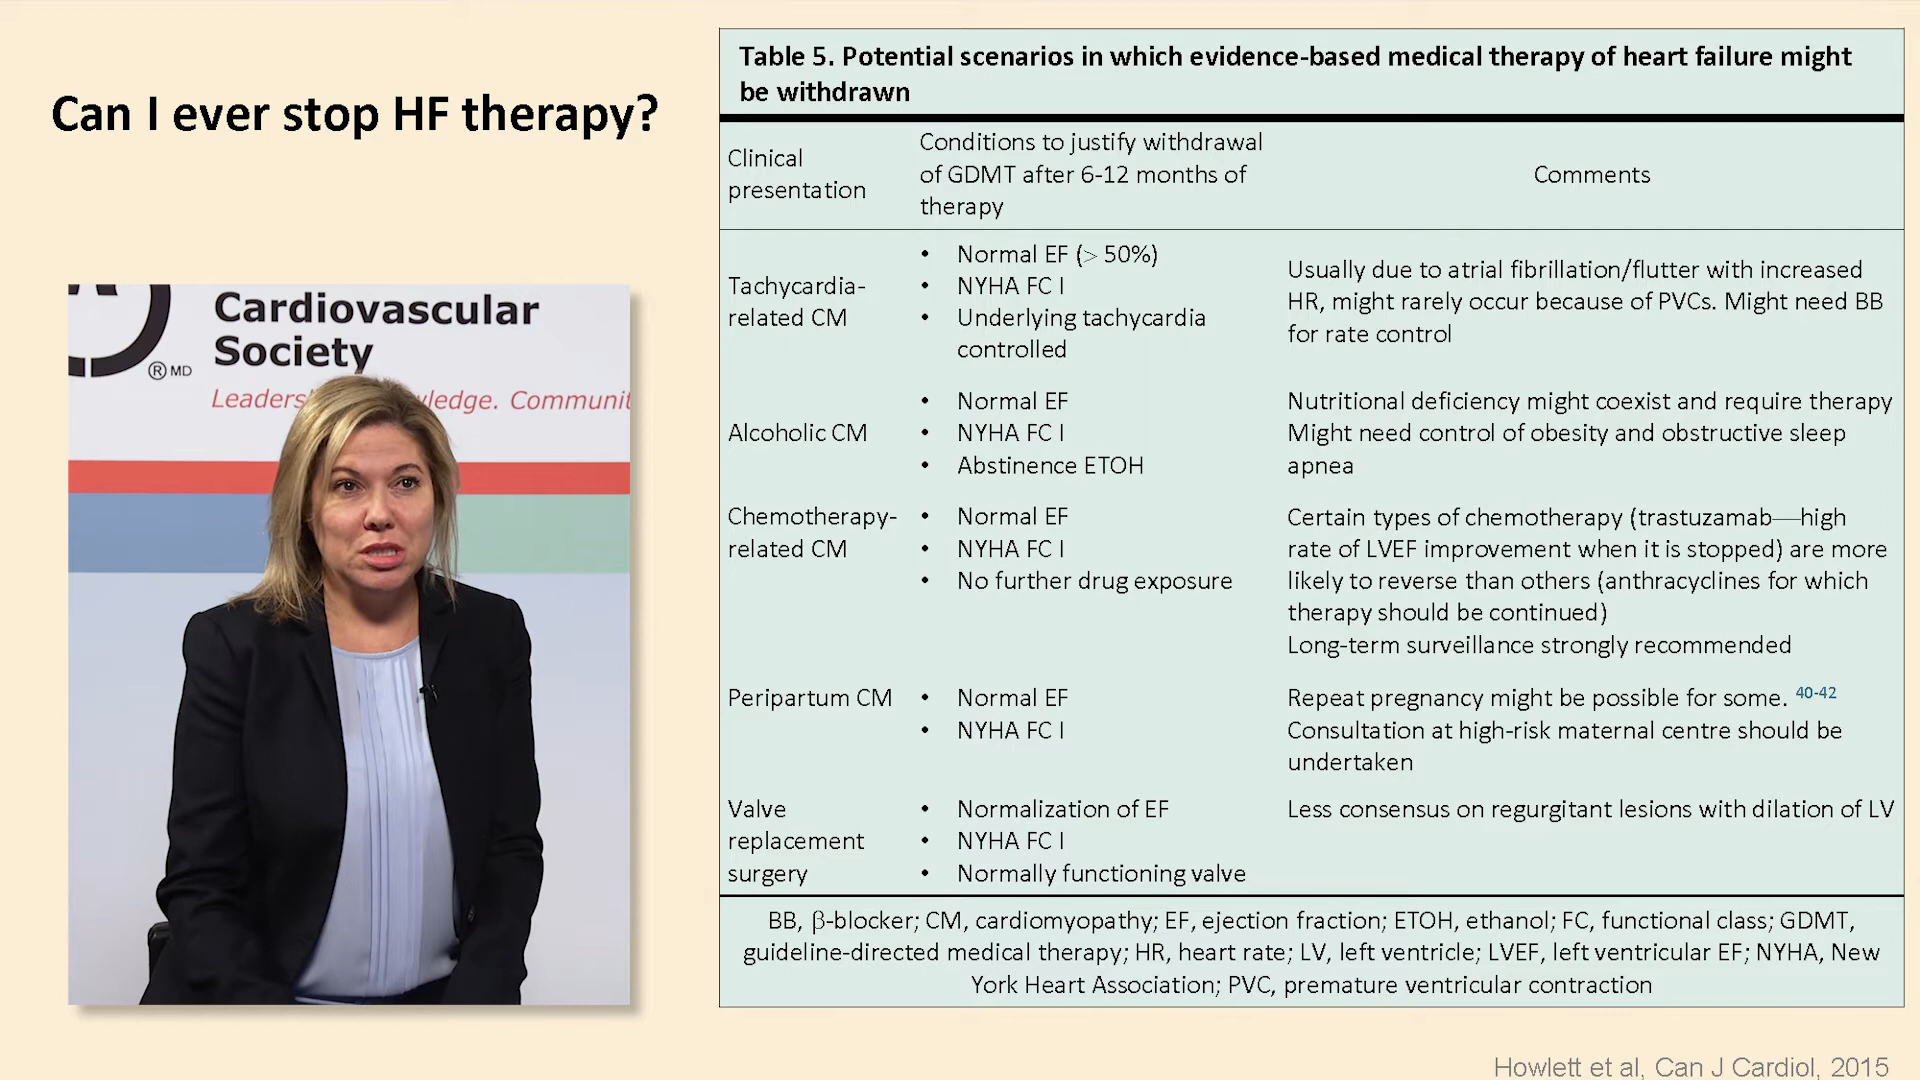 Can I ever stop HF therapy?
Cardiovascular
Society
® MD
Table 5. Potential scenarios in which evidence-based medical therapy of heart failure might
be withdrawn
Clinical
presentation
Conditions to justify withdrawal
of GDMT after 6-12 months of
therapy
Comments
Tachycardia-
related CM
• Normal EF (> 50%)
• NYHA FC I
• Underlying tachycardia
controlled
Usually due to atrial fibrillation/flutter with increased
HR, might rarely occur because of PVCs. Might need BB
for rate control
Alcoholic CM
• Normal EF
• NYHA FC I
• Abstinence ETOH
Nutritional deficiency might coexist and require therapy
Might need control of obesity and obstructive sleep
apnea
Chemotherapy-
related CM
• Normal EF
• NYHA FC I
• No further drug exposure
Certain types of chemotherapy (trastuzamab—high
rate of LVEF improvement when it is stopped) are more
likely to reverse than others (anthracyclines for which
therapy should be continued)
Long-term surveillance strongly recommended
Peripartum CM
• Normal EF
• NYHA FC I
Repeat pregnancy might be possible for some. 40-42
Consultation at high-risk maternal centre should be
undertaken
Valve
replacement
surgery
• Normalization of EF
• NYHA FC I
• Normally functioning valve
Less consensus on regurgitant lesions with dilation of LV
BB, β-blocker; CM, cardiomyopathy; EF, ejection fraction; ETOH, ethanol; FC, functional class; GDMT,
guideline-directed medical therapy; HR, heart rate; LV, left ventricle; LVEF, left ventricular EF; NYHA, New
York Heart Association; PVC, premature ventricular contraction
Howlett et al, Can J Cardiol, 2015